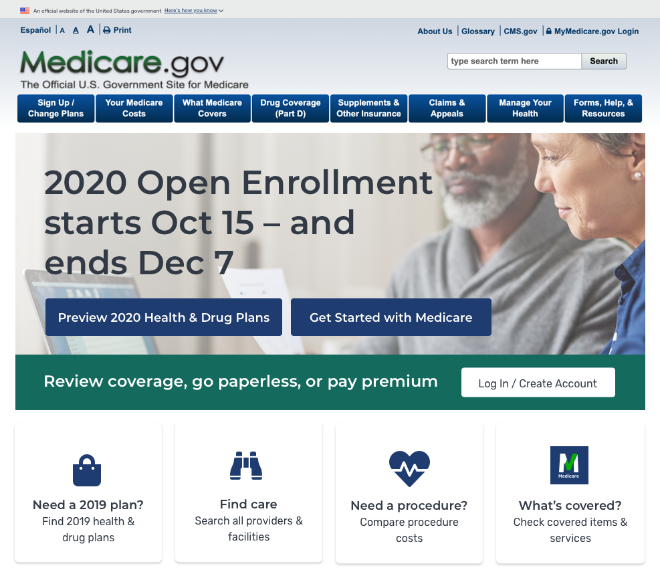 An official website of the United States government Here's how you know
Español A A A Print
About Us Glossary CMS.gov MyMedicare.gov Login
Medicare.gov
The Official U.S. Government Site for Medicare
type search term here Search
Sign Up /
Change Plans
Your Medicare
Costs
What Medicare
Covers
Drug Coverage
(Part D)
Supplements &
Other Insurance
Claims &
Appeals
Manage Your
Health
Forms, Help, &
Resources
2020 Open Enrollment
starts Oct 15 – and
ends Dec 7
Preview 2020 Health & Drug Plans
Get Started with Medicare
Review coverage, go paperless, or pay premium
Log In / Create Account
Need a 2019 plan?
Find 2019 health &
drug plans
Find care
Search all providers &
facilities
Need a procedure?
Compare procedure
costs
Medicare
What's covered?
Check covered items &
services